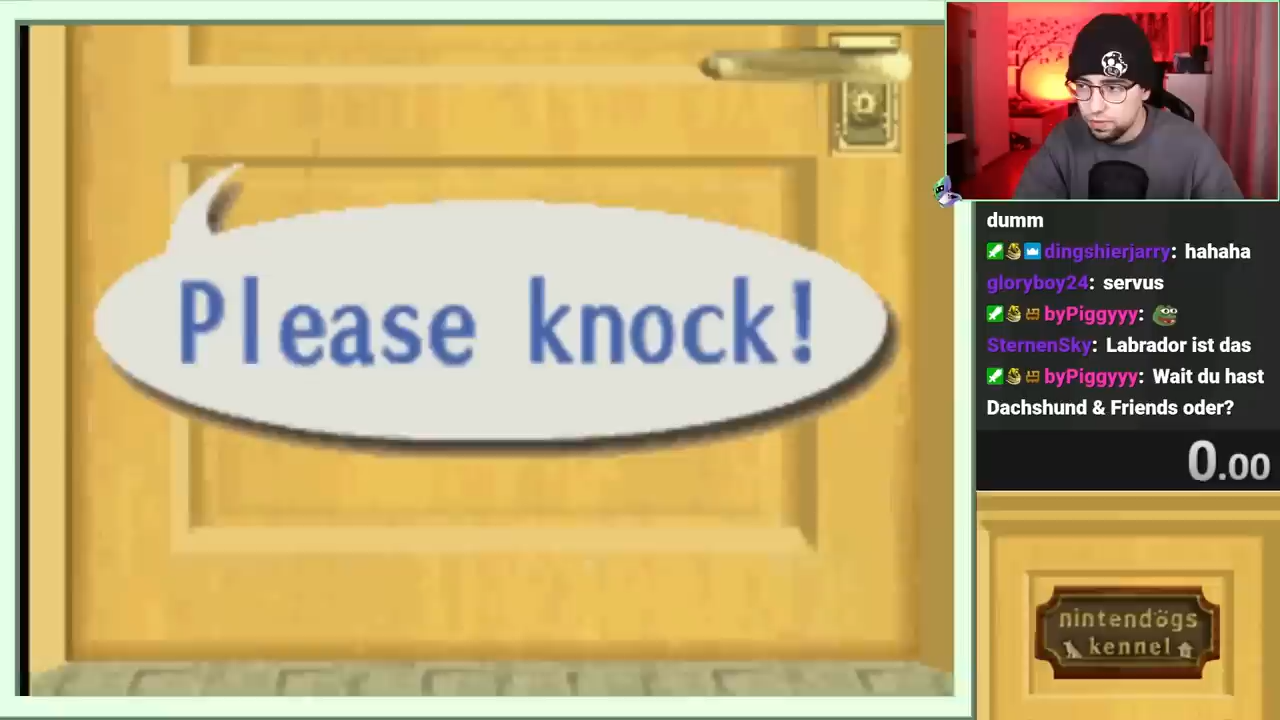 Please knock!
dumm
dingshierjarry: hahaha
gloryboy24: servus
byPiggyyy:
SternenSky: Labrador ist das
byPiggyyy: Wait du hast
Dachshund & Friends oder?
0.00
nintendögs
kennel